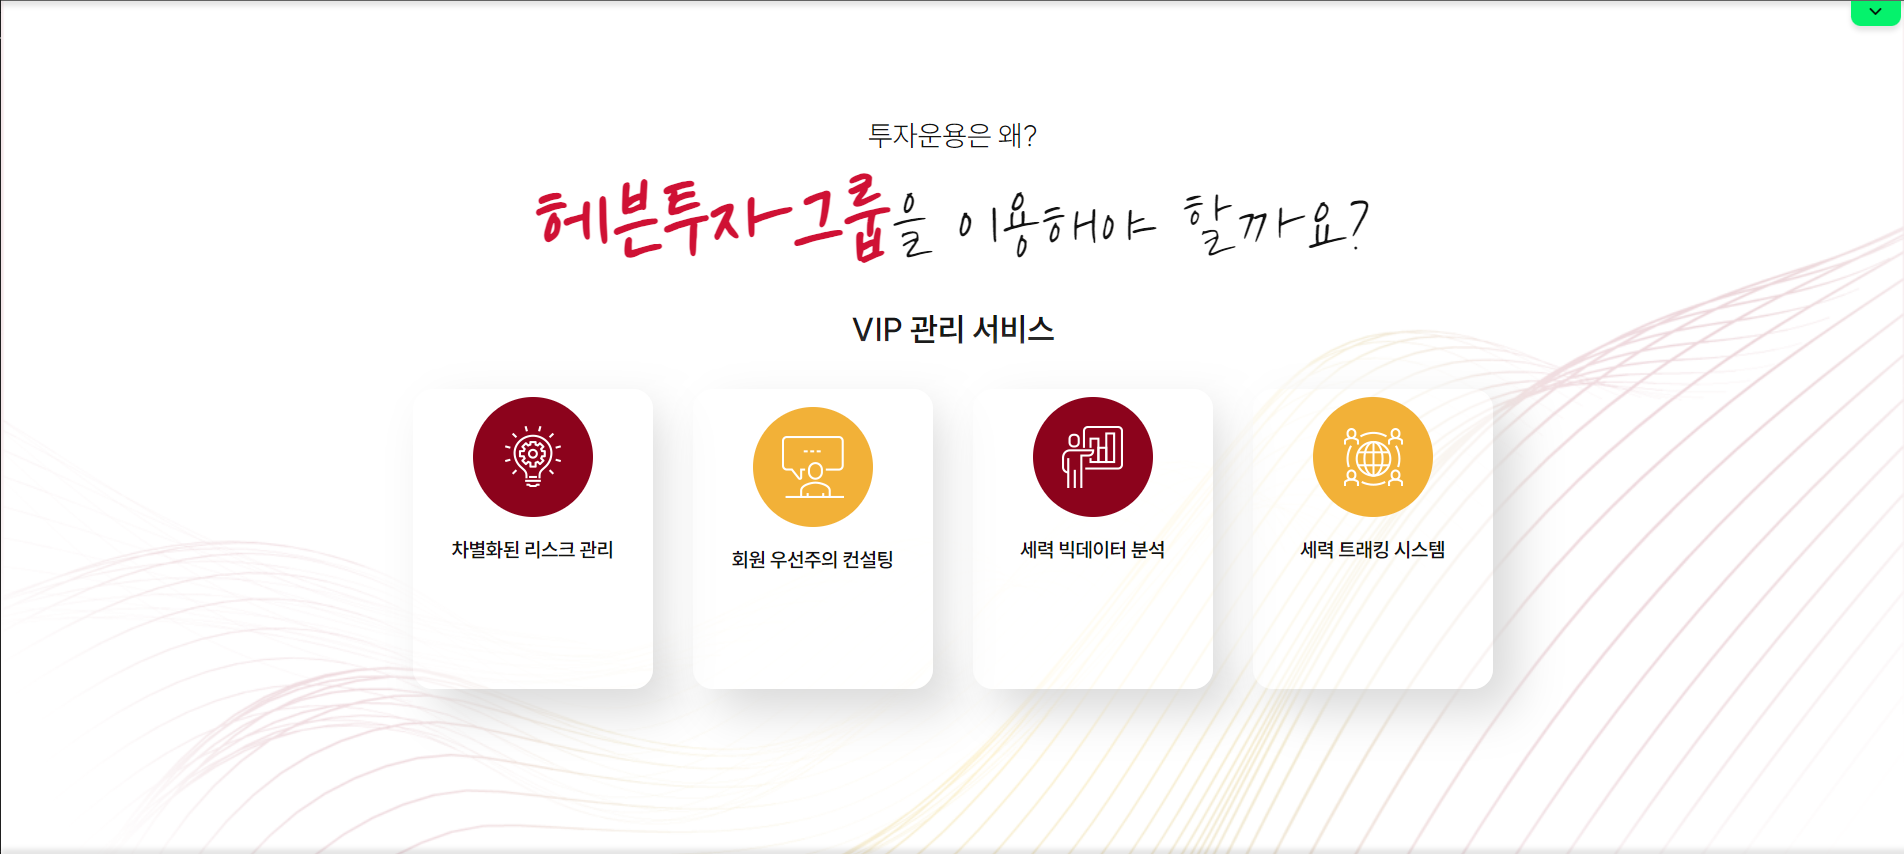 투자운용은 왜?
헤븐투자그룹을 이용해야 할까요?
VIP 관리 서비스
차별화된 리스크 관리
회원 우선주의 컨설팅
세력 빅데이터 분석
세력 트래킹 시스템